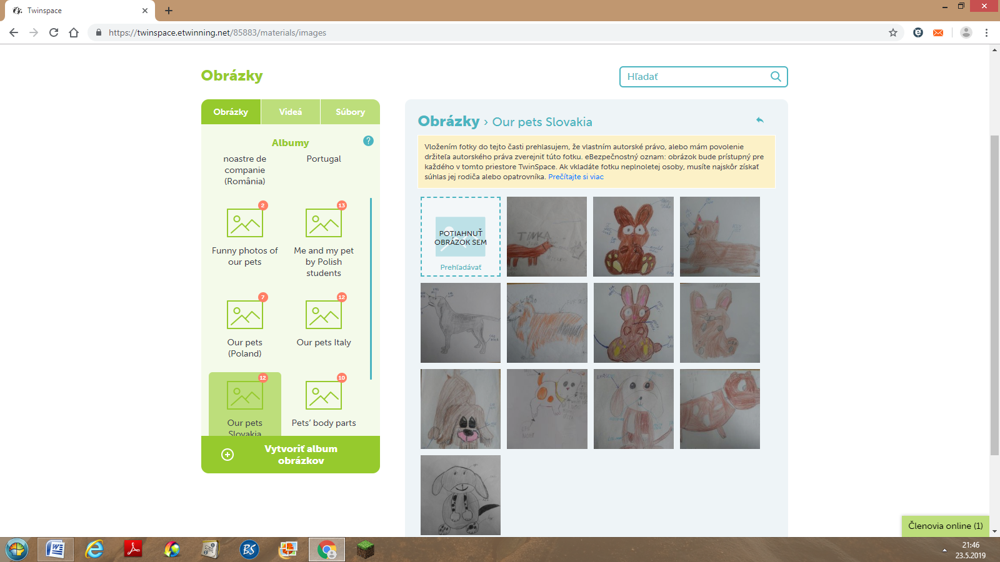 Twinspace
https://twinspace.etwinning.net/85883/materials/images
Obrázky
Hľadať
Obrázky
Videá
Súbory
Albumy
?
noastre de
companie
(România)
Portugal
2
Funny photos of
our pets
13
Me and my pet
by Polish
students
7
Our pets
(Poland)
12
Our pets Italy
12
Our pets
Slovakia
10
Pets’ body parts
Vytvoriť album
obrázkov
Obrázky › Our pets Slovakia
Vložením fotky do tejto časti prehlasujem, že vlastním autorské právo, alebo mám povolenie
držiteľa autorského práva zverejniť túto fotku. eBezpečnostný oznam: obrázok bude prístupný pre
každého v tomto priestore TwinSpace. Ak vkladáte fotku neplnoletej osoby, musíte najskôr získať
súhlas jej rodiča alebo opatrovníka. Prečítajte si viac
POTIAHNUŤ
OBRÁZOK SEM
Prehľadávať
TINKA
Členovia online (1)
BS
21:46
23.5.2019